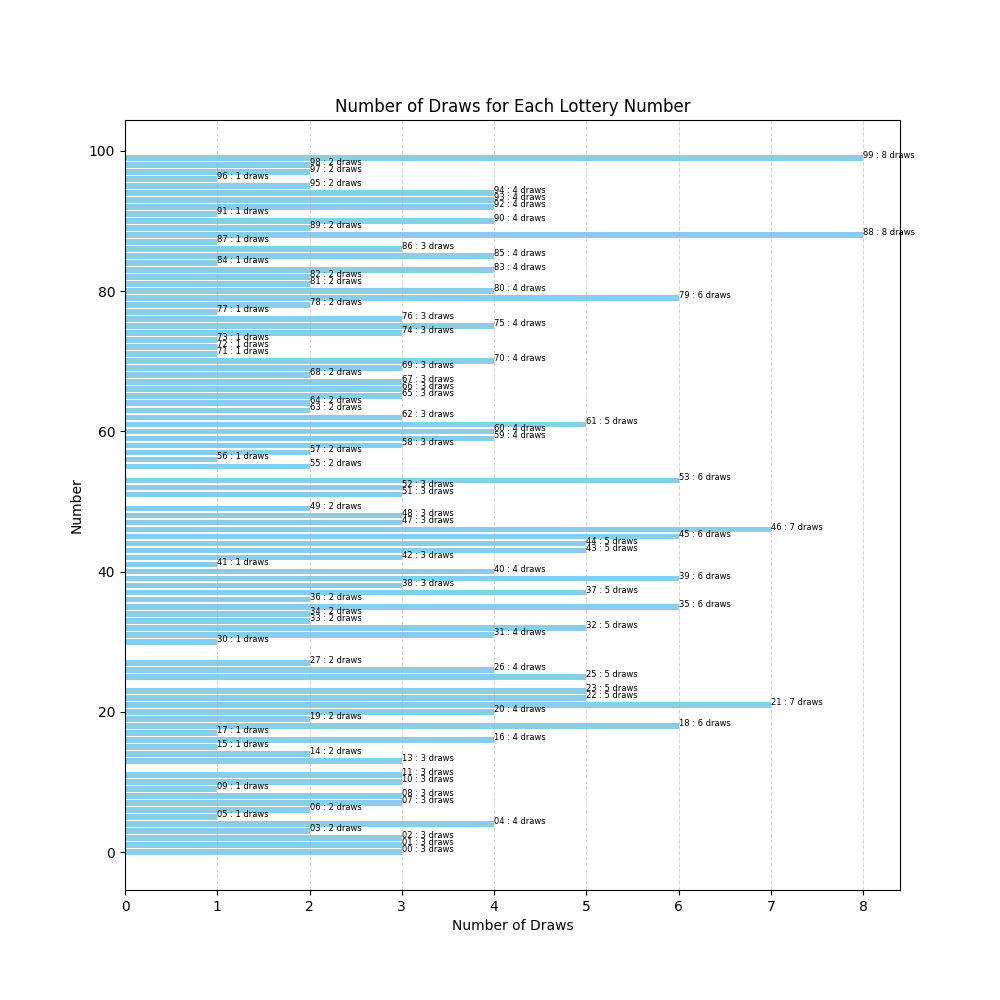 Number of Draws for Each Lottery Number
100
99 : 8 draws
98 : 2 draws
97 : 2 draws
96 : 1 draws
95 : 2 draws
94 : 4 draws
93 : 4 draws
92 : 4 draws
91 : 1 draws
90 : 4 draws
89 : 2 draws
88 : 8 draws
87 : 1 draws
86 : 3 draws
85 : 4 draws
84 : 1 draws
83 : 4 draws
82 : 2 draws
81 : 2 draws
80
80 : 4 draws
79 : 6 draws
78 : 2 draws
77 : 1 draws
76 : 3 draws
75 : 4 draws
74 : 3 draws
73 : 1 draws
72 : 1 draws
71 : 1 draws
70 : 4 draws
69 : 3 draws
68 : 2 draws
67 : 3 draws
66 : 3 draws
65 : 3 draws
64 : 2 draws
63 : 2 draws
62 : 3 draws
61 : 5 draws
60
60 : 4 draws
59 : 4 draws
58 : 3 draws
57 : 2 draws
56 : 1 draws
55 : 2 draws
53 : 6 draws
52 : 3 draws
51 : 3 draws
49 : 2 draws
48 : 3 draws
47 : 3 draws
46 : 7 draws
45 : 6 draws
44 : 5 draws
43 : 5 draws
42 : 3 draws
41 : 1 draws
40
40 : 4 draws
39 : 6 draws
38 : 3 draws
37 : 5 draws
36 : 2 draws
35 : 6 draws
34 : 2 draws
33 : 2 draws
32 : 5 draws
31 : 4 draws
30 : 1 draws
27 : 2 draws
26 : 4 draws
25 : 5 draws
23 : 5 draws
22 : 5 draws
21 : 7 draws
20
20 : 4 draws
19 : 2 draws
18 : 6 draws
17 : 1 draws
16 : 4 draws
15 : 1 draws
14 : 2 draws
13 : 3 draws
11 : 3 draws
10 : 3 draws
09 : 1 draws
08 : 3 draws
07 : 3 draws
06 : 2 draws
05 : 1 draws
04 : 4 draws
03 : 2 draws
02 : 3 draws
01 : 3 draws
0
00 : 3 draws
Number
0 1 2 3 4 5 6 7 8
Number of Draws